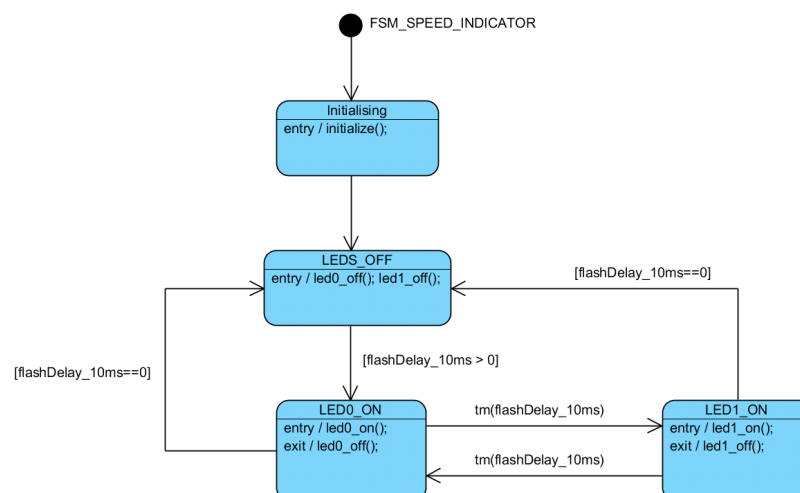 FSM_SPEED_INDICATOR
Initialising
entry / initialize();
LEDS_OFF
entry / led0_off(); led1_off();
[flashDelay_10ms==0]
[flashDelay_10ms > 0]
[flashDelay_10ms==0]
LED0_ON
entry / led0_on();
exit / led0_off();
tm(flashDelay_10ms)
LED1_ON
entry / led1_on();
exit / led1_off();
tm(flashDelay_10ms)